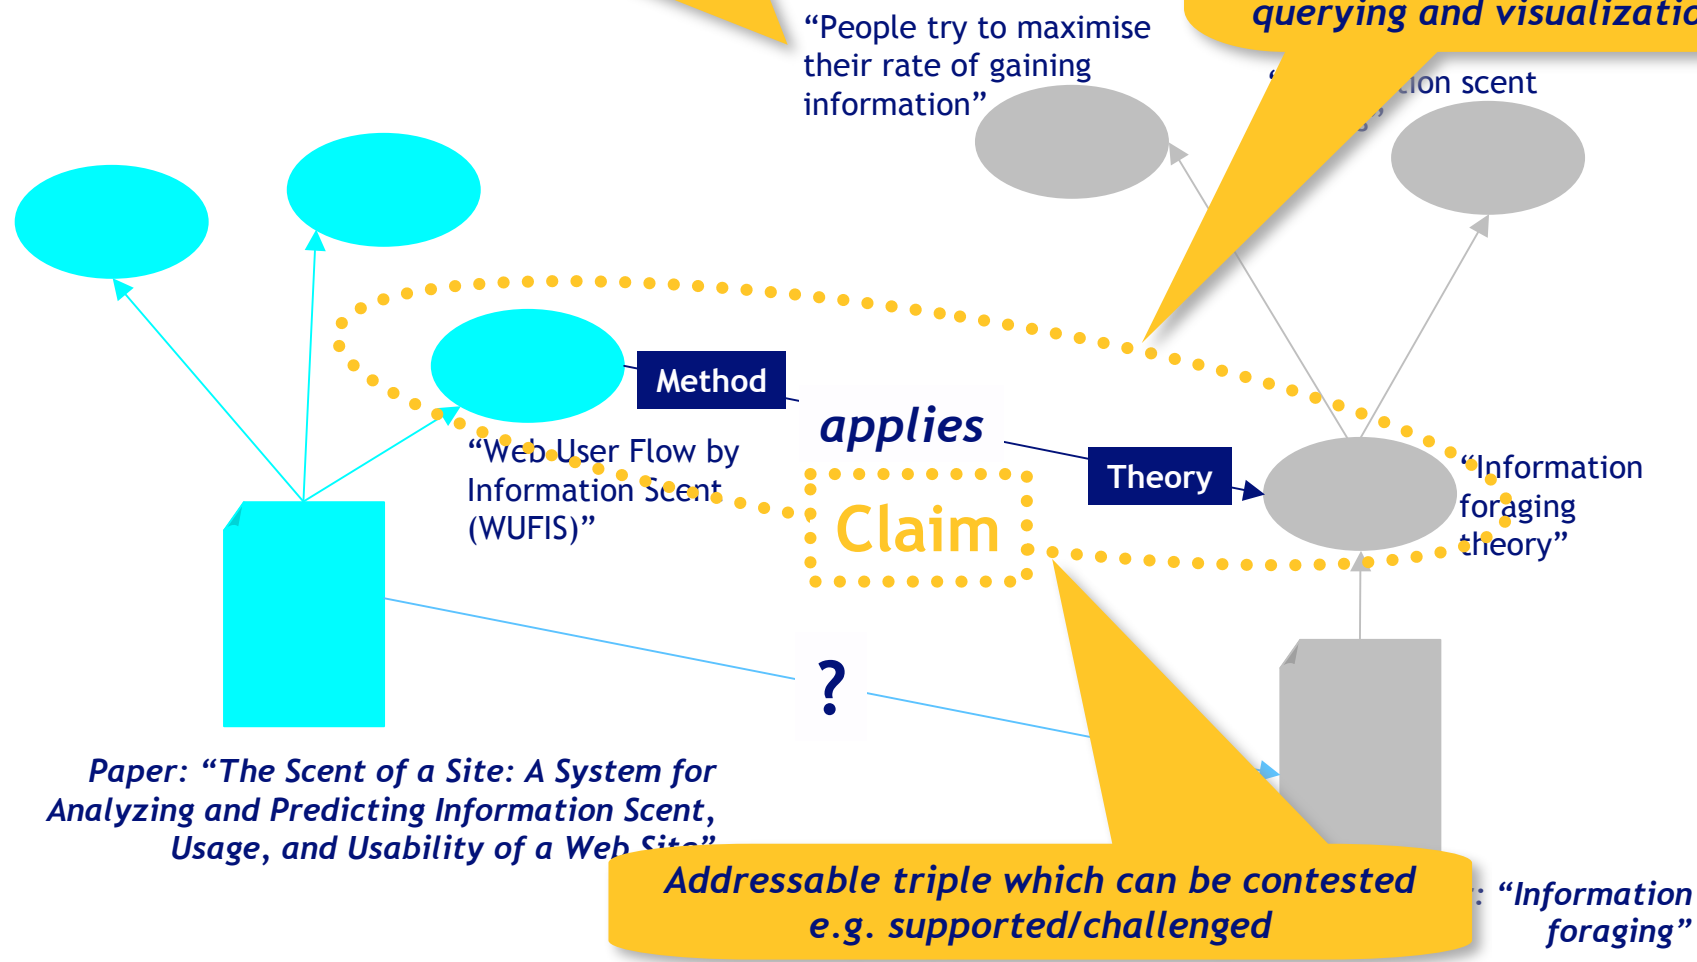 querying and
“People try to maximise
their rate of gaining
information”
scent
Method
applies
“Web User Flow by
Information Scent
(WUFIS)”
Theory
“Information
foraging
theory”
Claim
?
Paper: “The Scent of a Site: A System for
Analyzing and Predicting Information Scent,
Usage, and Usability of a Web Site”
Addressable triple which can be contested
e.g. supported/challenged
“Information
foraging”